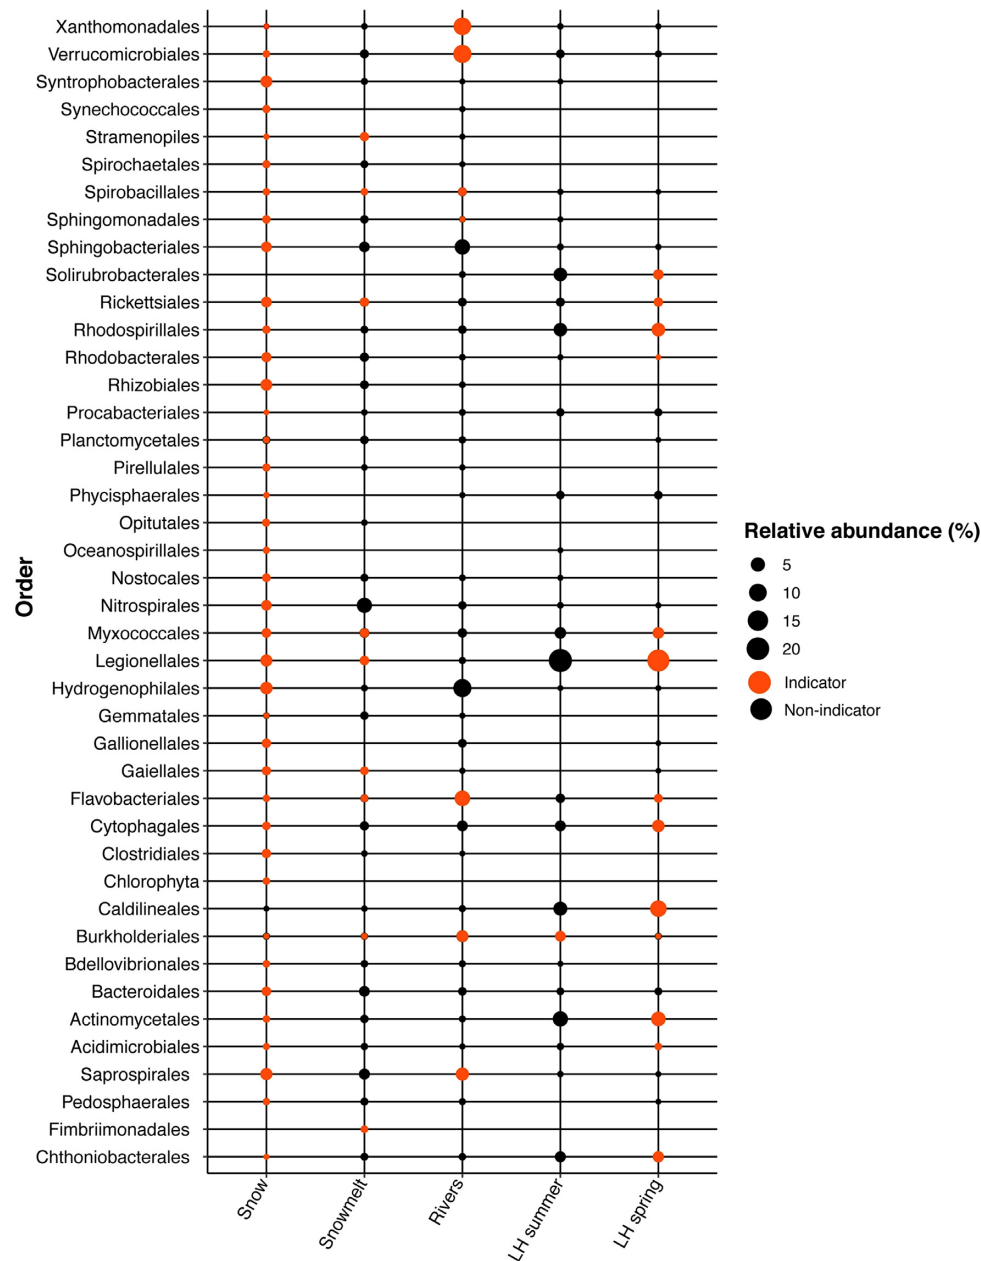 Xanthomonadales
Verrucomicrobiales
Syntrophobacterales
Synechococcales
Stramenopiles
Spirochaetales
Spirobacillales
Sphingomonadales
Sphingobacteriales
Solirubrobacterales
Rickettsiales
Rhodospirillales
Rhodobacterales
Rhizobiales
Procabacteriales
Planctomycetales
Pirellulales
Phycisphaerales
Opitutales
Oceanospirillales
Nostocales
Nitrospirales
Myxococcales
Legionellales
Hydrogenophilales
Gemmatales
Gallionellales
Gaiellales
Flavobacteriales
Cytophagales
Clostridiales
Chlorophyta
Caldilineales
Burkholderiales
Bdellovibrionales
Bacteroidales
Actinomycetales
Acidimicrobiales
Saprospirales
Pedosphaerales
Fimbriimonadales
Chthoniobacterales
Order
Snow
Snowmelt
Rivers
LH summer
LH spring
Relative abundance (%)
5
10
15
20
Indicator
Non-indicator